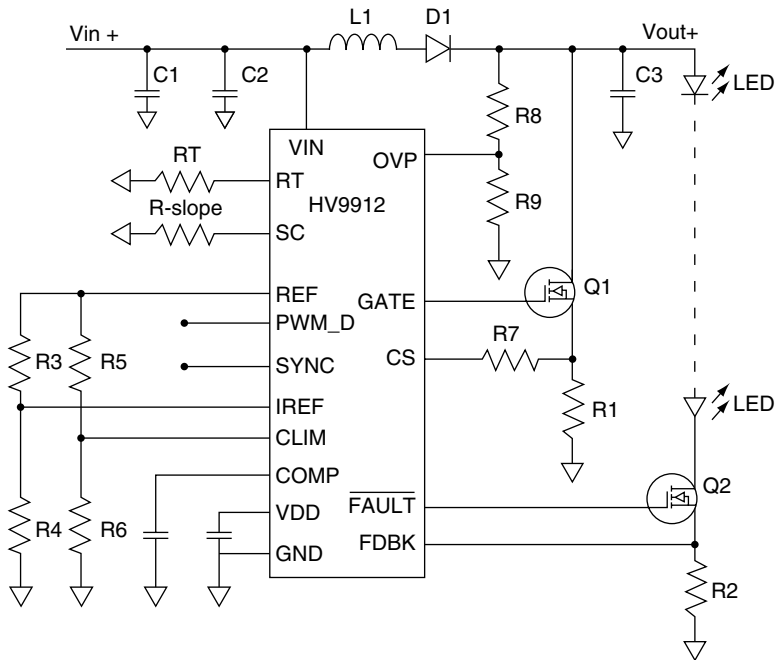 L1
D1
Vin +
Vout+
C1
C2
C3
LED
R8
VIN
RT
RT
OVP
R-slope
HV9912
R9
SC
REF
GATE
Q1
PWM_D
R7
R3
R5
SYNC
CS
IREF
R1
LED
CLIM
COMP
Q2
R4
R6
VDD
FAULT
GND
FDBK
R2